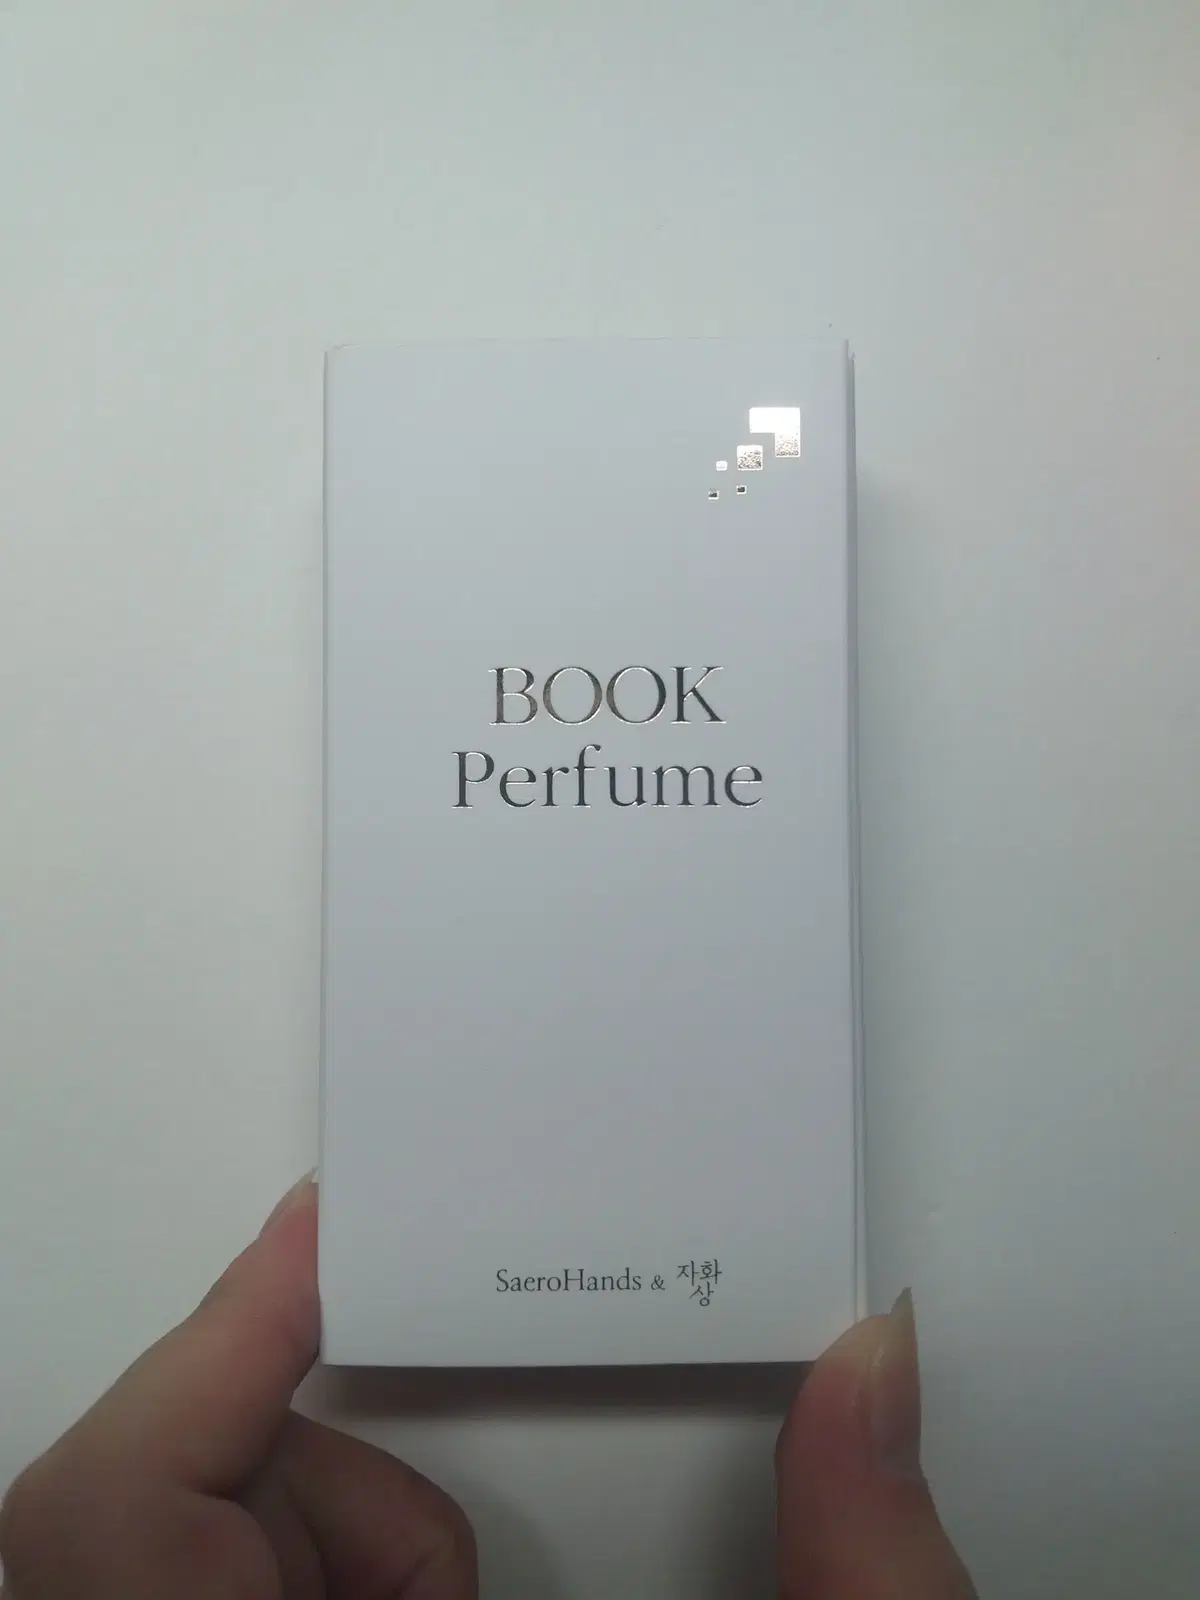 BOOK
Perfume
SaeroHands & 자화
상